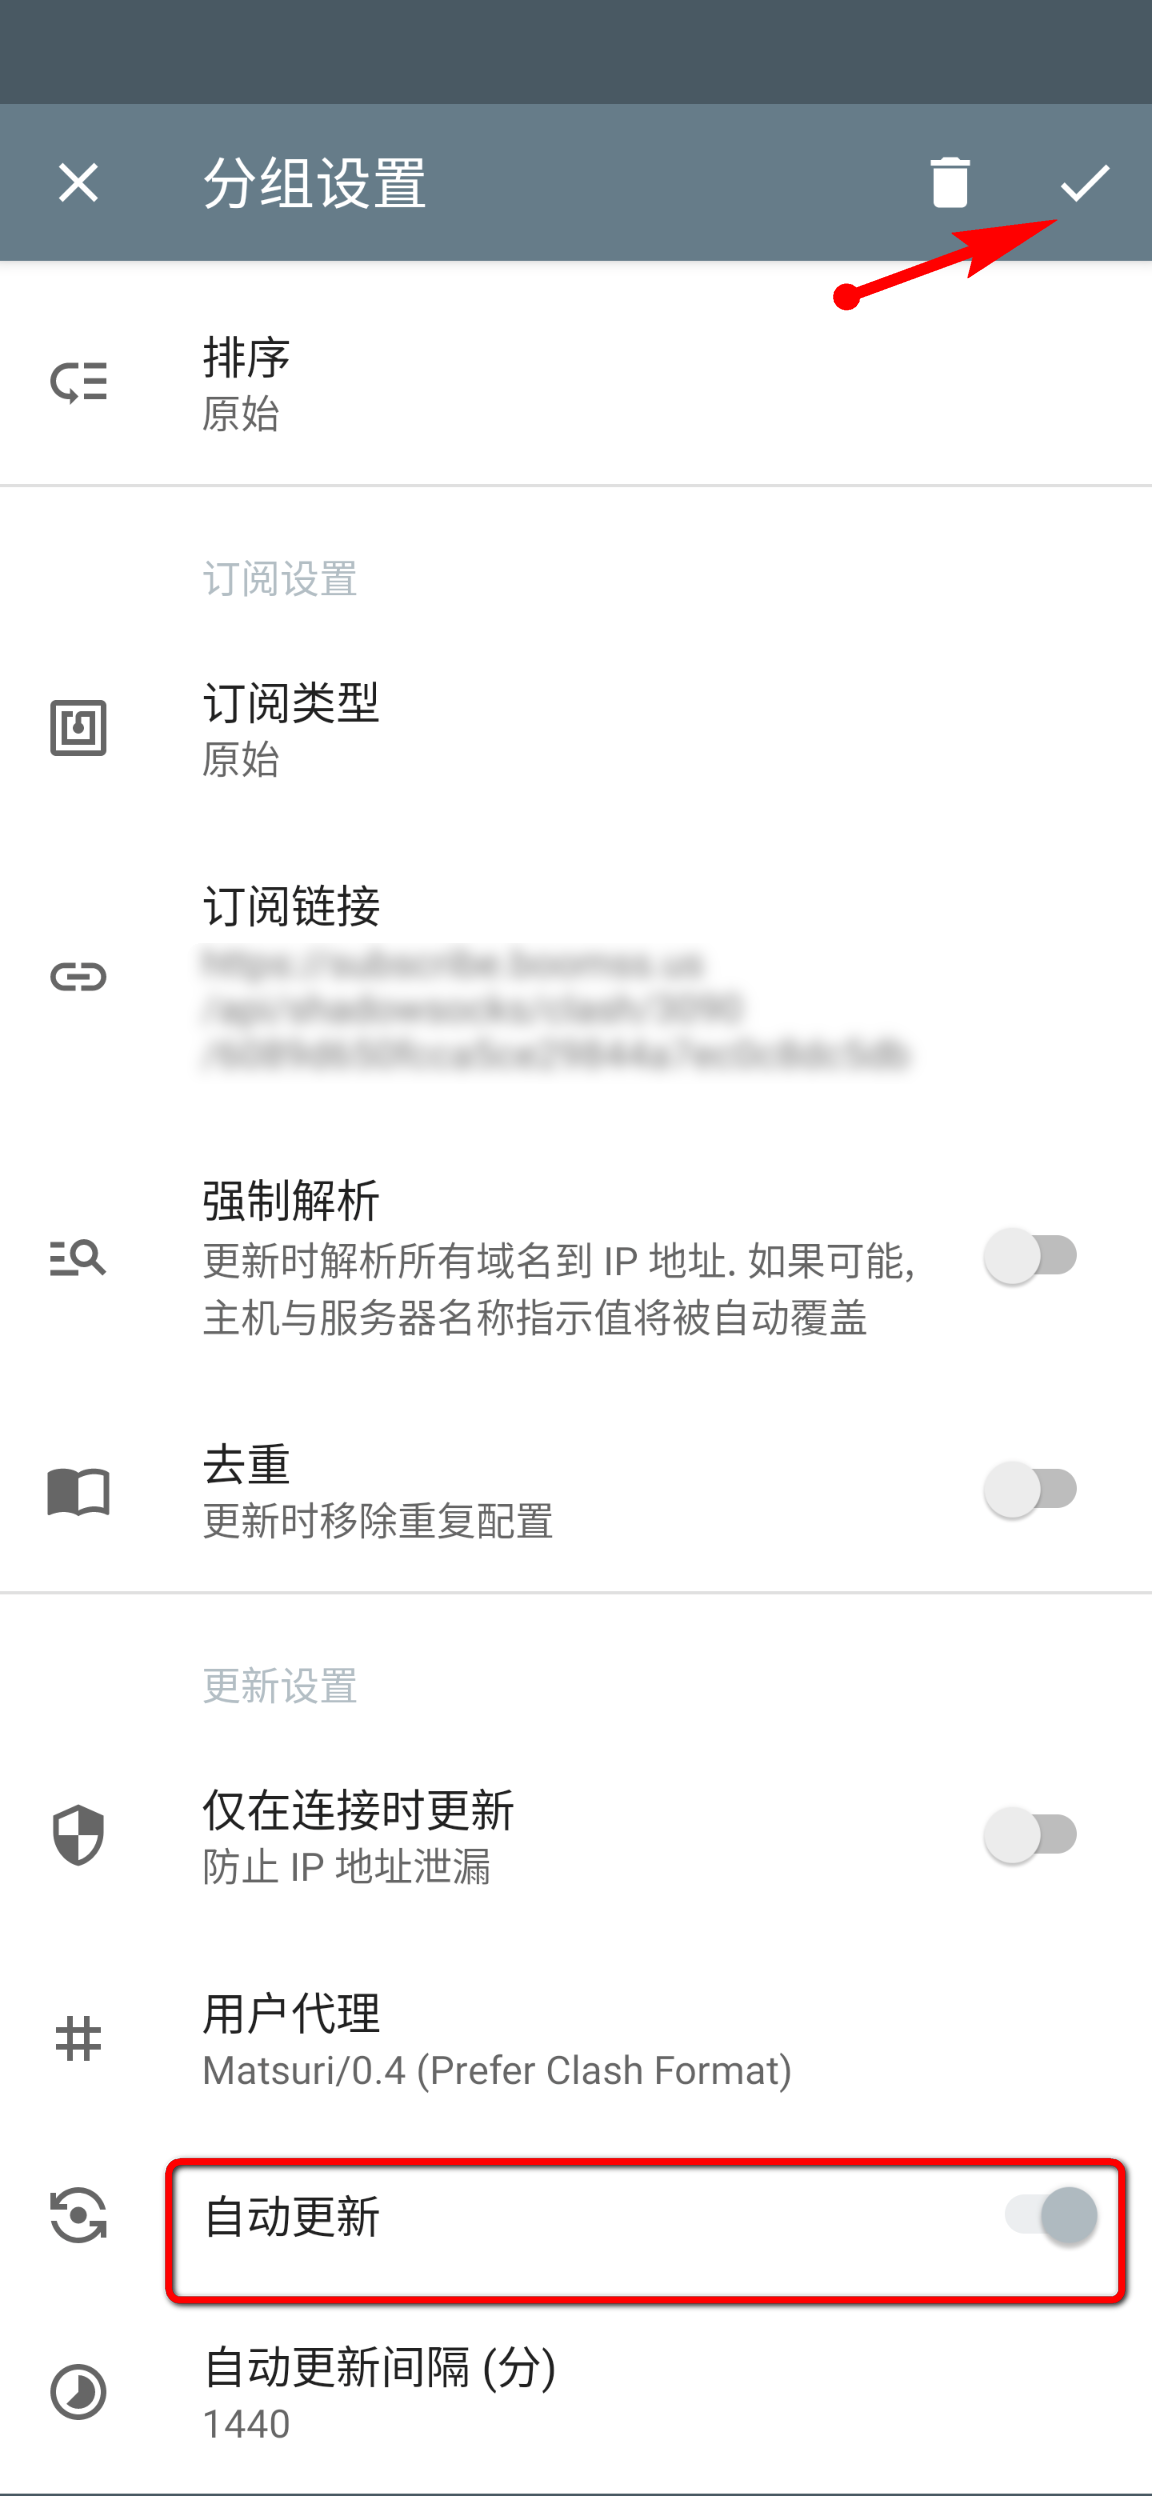 分组设置
排序
原始
订阅设置
订阅类型
原始
订阅链接
强制解析
更新时解析所有域名到 IP 地址. 如果可能,
主机与服务器名称指示值将被自动覆盖
去重
更新时移除重复配置
更新设置
仅在连接时更新
防止 IP 地址泄漏
用户代理
Matsuri/0.4 (Prefer Clash Format)
自动更新
自动更新间隔 (分)
1440